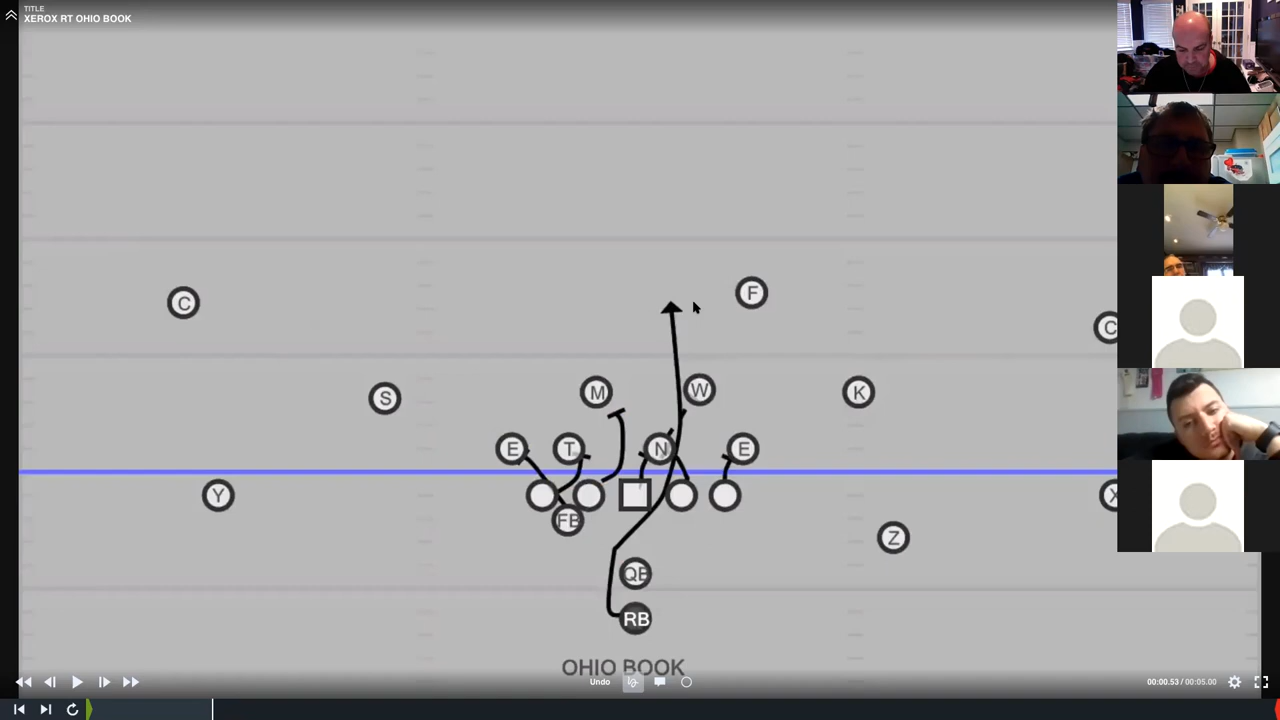 TITLE
XEROX RT OHIO BOOK
C
F
C
M
W
S
K
E
T
N
E
Y
X
FB
Z
QB
RB
OHIO BOOK
Undo
00:00.53 / 00:05.00